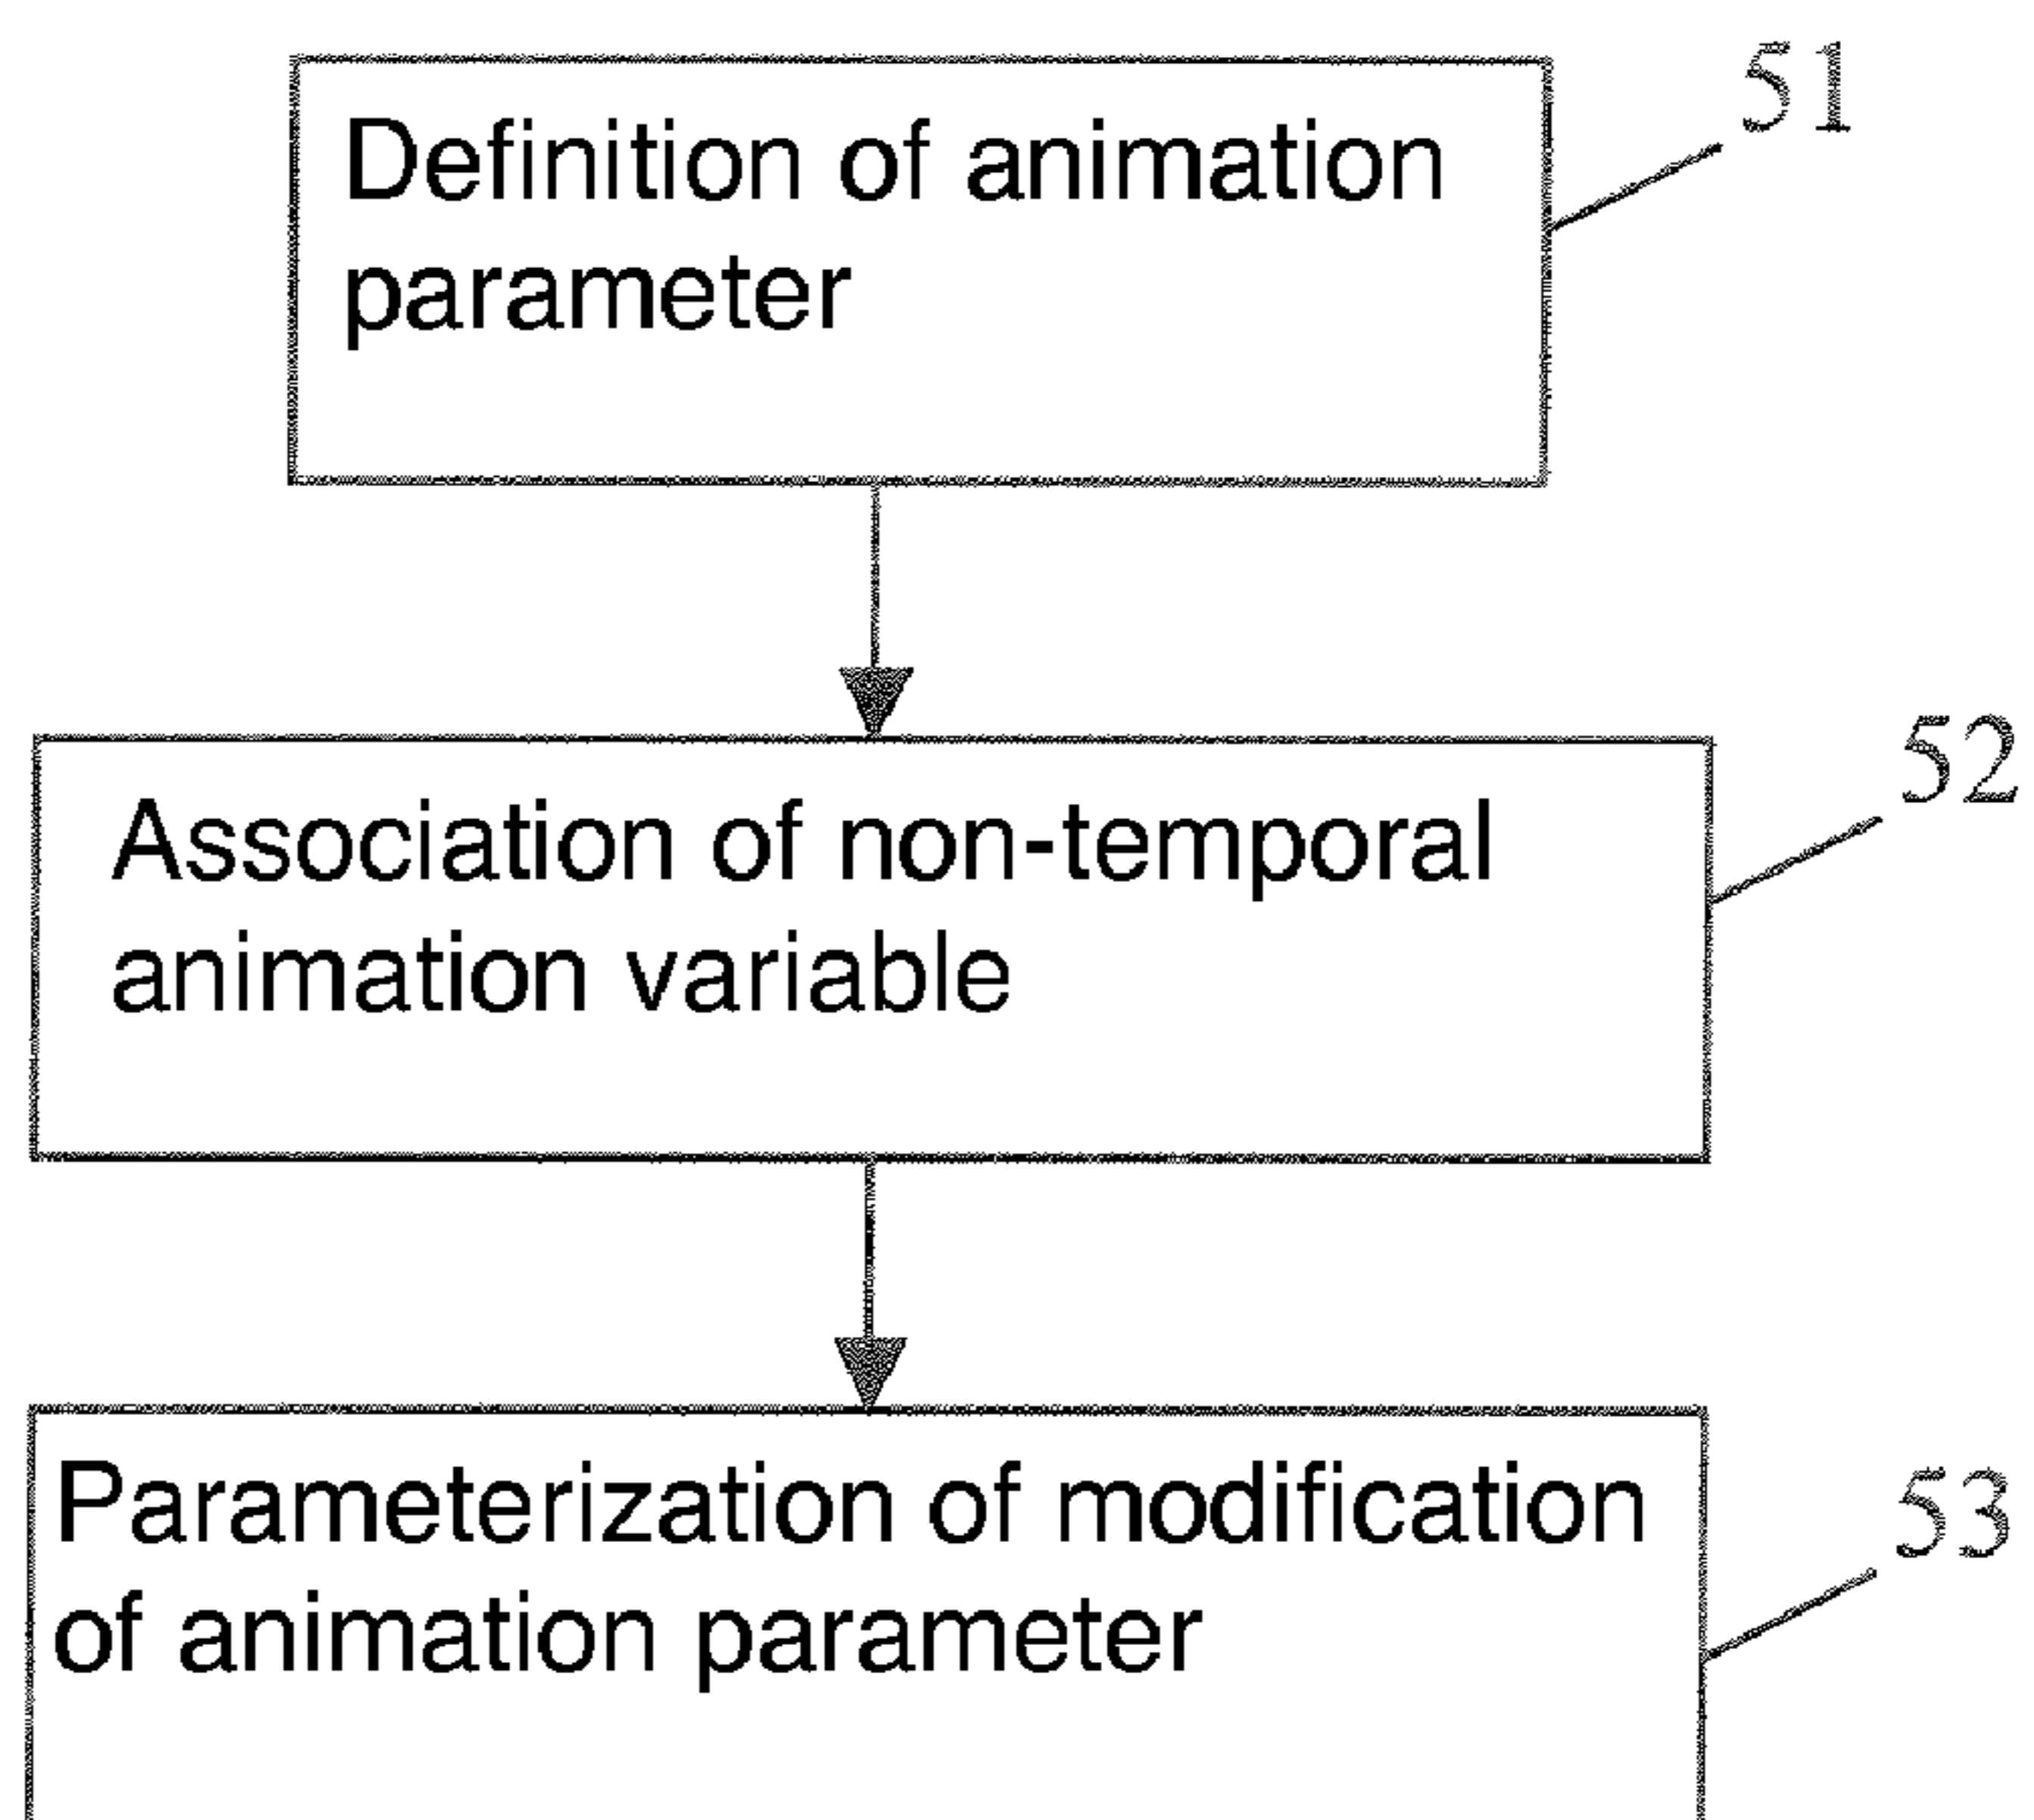 51
Definition of animation
parameter
52
Association of non-temporal
animation variable
53
Parameterization of modification
of animation parameter